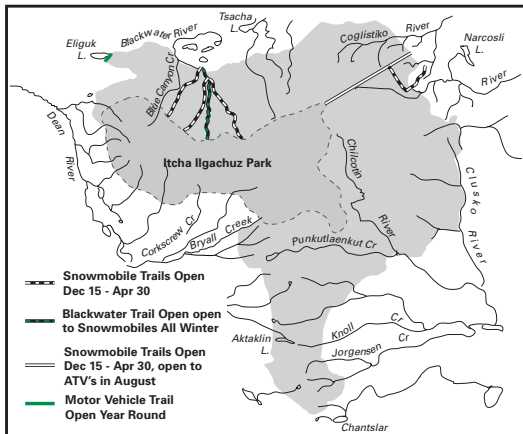 Tsacha
L.
Coglistiko River
Narcosli
L.
River
Eliguk
L.
Blackwater River
Blue Canyon Cr
Dean
River
Itcha Ilgachuz Park
Chilcotin
River
Clusko
River
Corkscrew Cr
Bryall Creek
Punkutlaenkut Cr
Snowmobile Trails Open
Dec 15 - Apr 30
Blackwater Trail Open open
to Snowmobiles All Winter
Snowmobile Trails Open
Dec 15 - Apr 30, open to
ATV's in August
Motor Vehicle Trail
Open Year Round
Aktaklin
L.
Knoll Cr
Jorgensen Cr
Chantslar